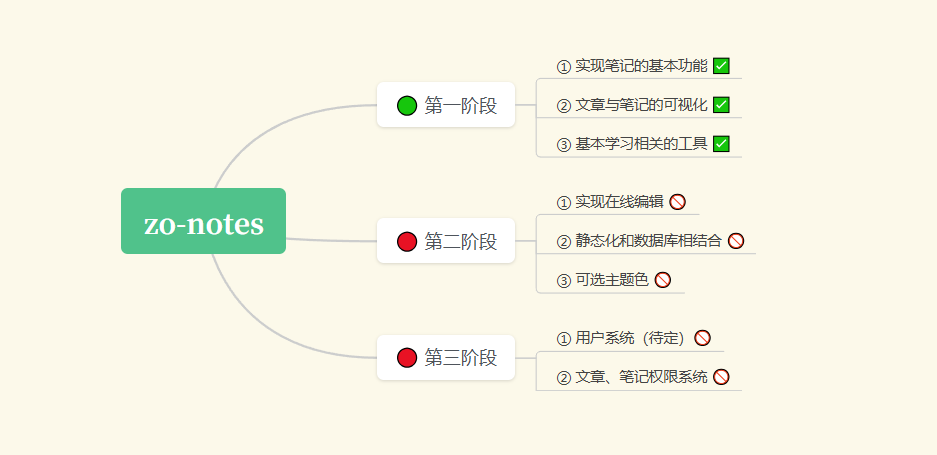 zo-notes
第一阶段
① 实现笔记的基本功能
② 文章与笔记的可视化
③ 基本学习相关的工具
第二阶段
① 实现在线编辑
② 静态化和数据库相结合
③ 可选主题色
第三阶段
① 用户系统（待定）
② 文章、笔记权限系统